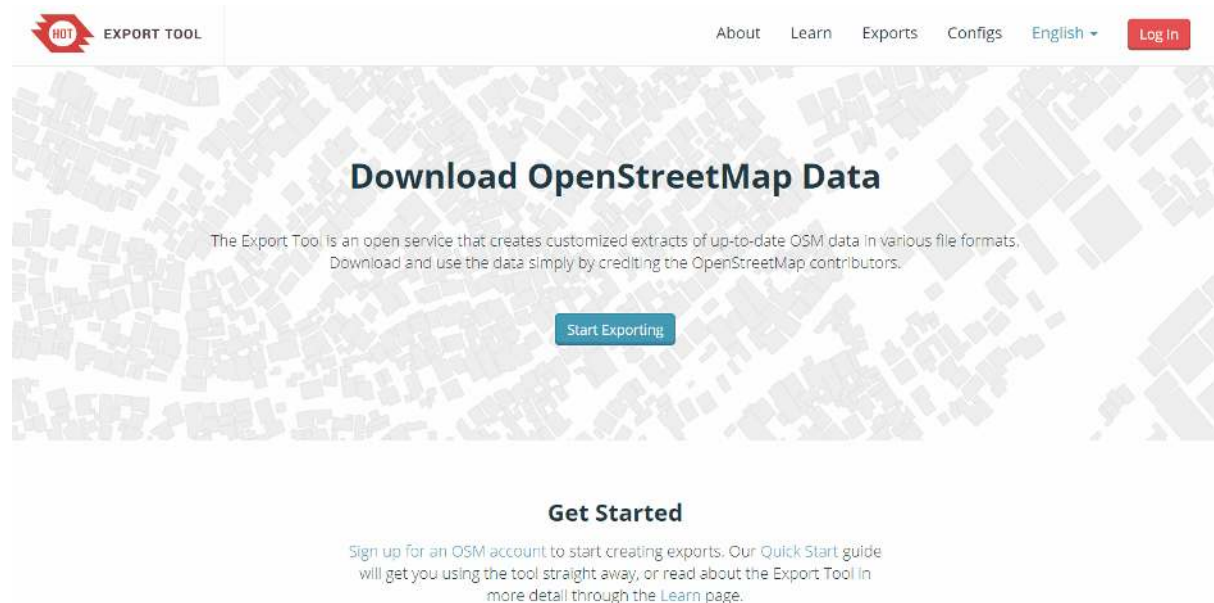 HOT EXPORT TOOL About Learn Exports Configs English Log In
Download OpenStreetMap Data
The Export Tool is an open service that creates customized extracts of up-to-date OSM data in various file formats.
Download and use the data simply by crediting the OpenStreetMap contributors.
Start Exporting
Get Started
Sign up for an OSM account to start creating exports. Our Quick Start guide
will get you using the tool straight away, or read about the Export Tool in
more detail through the Learn page.